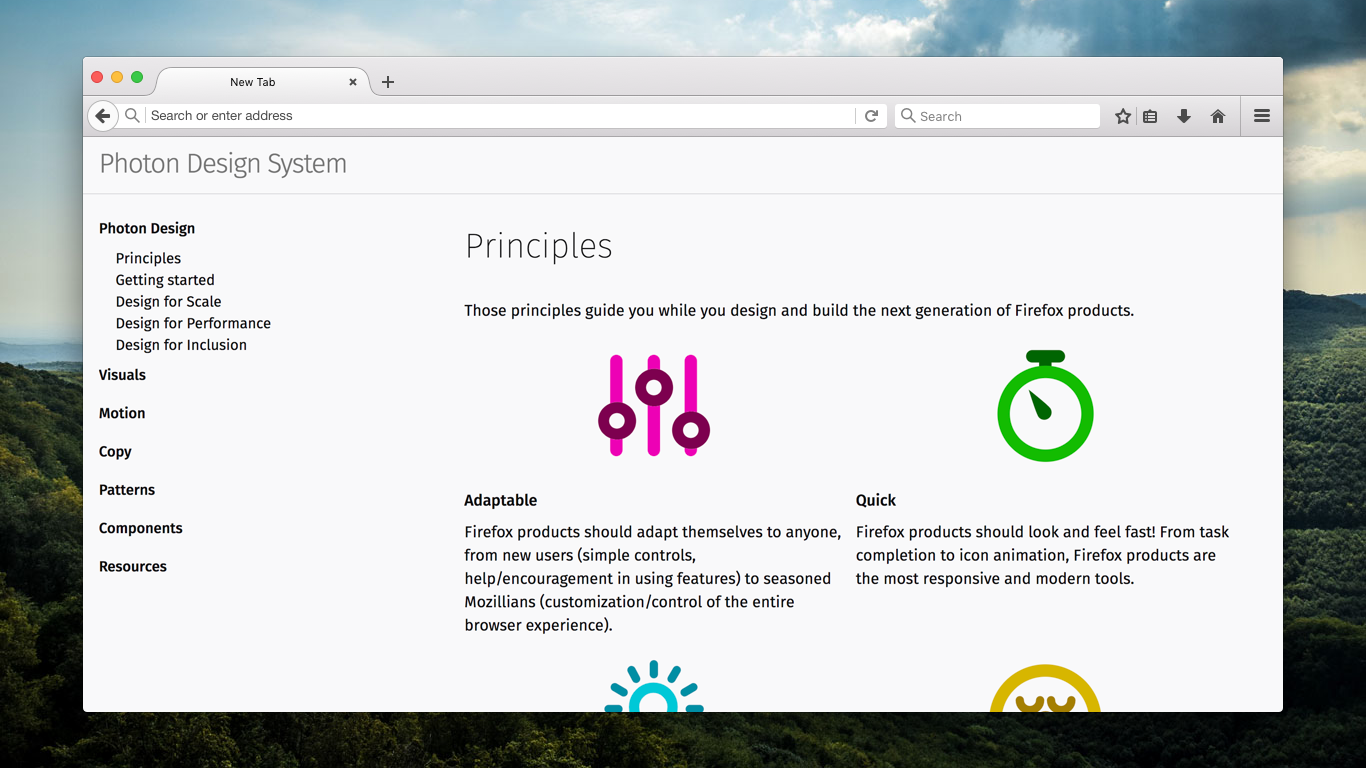 New Tab
Search or enter address
Search
Photon Design System
Photon Design
Principles
Getting started
Design for Scale
Design for Performance
Design for Inclusion
Visuals
Motion
Copy
Patterns
Components
Resources
Principles
Those principles guide you while you design and build the next generation of Firefox products.
Adaptable
Firefox products should adapt themselves to anyone,
from new users (simple controls,
help/encouragement in using features) to seasoned
Mozillians (customization/control of the entire
browser experience).
Quick
Firefox products should look and feel fast! From task
completion to icon animation, Firefox products are
the most responsive and modern tools.